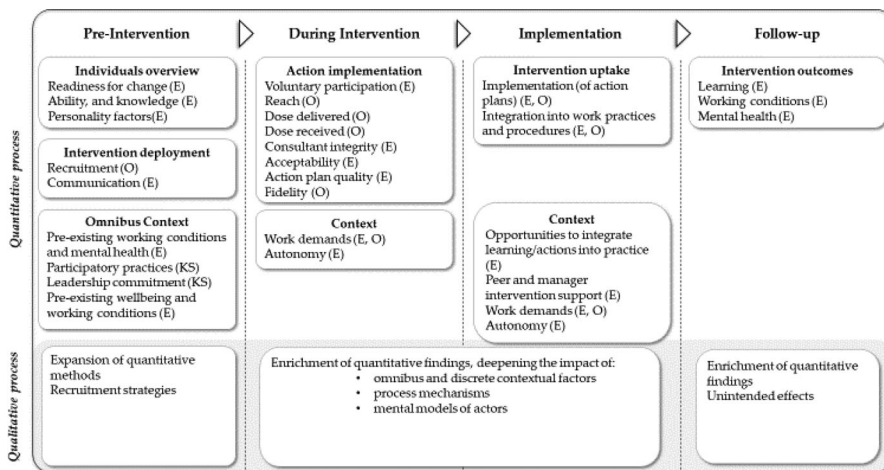 Pre-Intervention
During Intervention
Implementation
Follow-up
Quantitative process
Individuals overview
Readiness for change (E)
Ability, and knowledge (E)
Personality factors(E)
Intervention deployment
Recruitment (O)
Communication (E)
Omnibus Context
Pre-existing working conditions
and mental health (E)
Participatory practices (KS)
Leadership commitment (KS)
Pre-existing wellbeing and
working conditions (E)
Action implementation
Voluntary participation (E)
Reach (O)
Dose delivered (O)
Dose received (O)
Consultant integrity (E)
Acceptability (E)
Action plan quality (E)
Fidelity (O)
Context
Work demands (E, O)
Autonomy (E)
Intervention uptake
Implementation (of action
plans) (E, O)
Integration into work practices
and procedures (E, O)
Context
Opportunities to integrate
learning/actions into practice
(E)
Peer and manager
intervention support (E)
Work demands (E, O)
Autonomy (E)
Intervention outcomes
Learning (E)
Working conditions (E)
Mental health (E)
Qualitative process
Expansion of quantitative
methods
Recruitment strategies
Enrichment of quantitative findings, deepening the impact of:
• omnibus and discrete contextual factors
• process mechanisms
• mental models of actors
Enrichment of quantitative
findings
Unintended effects